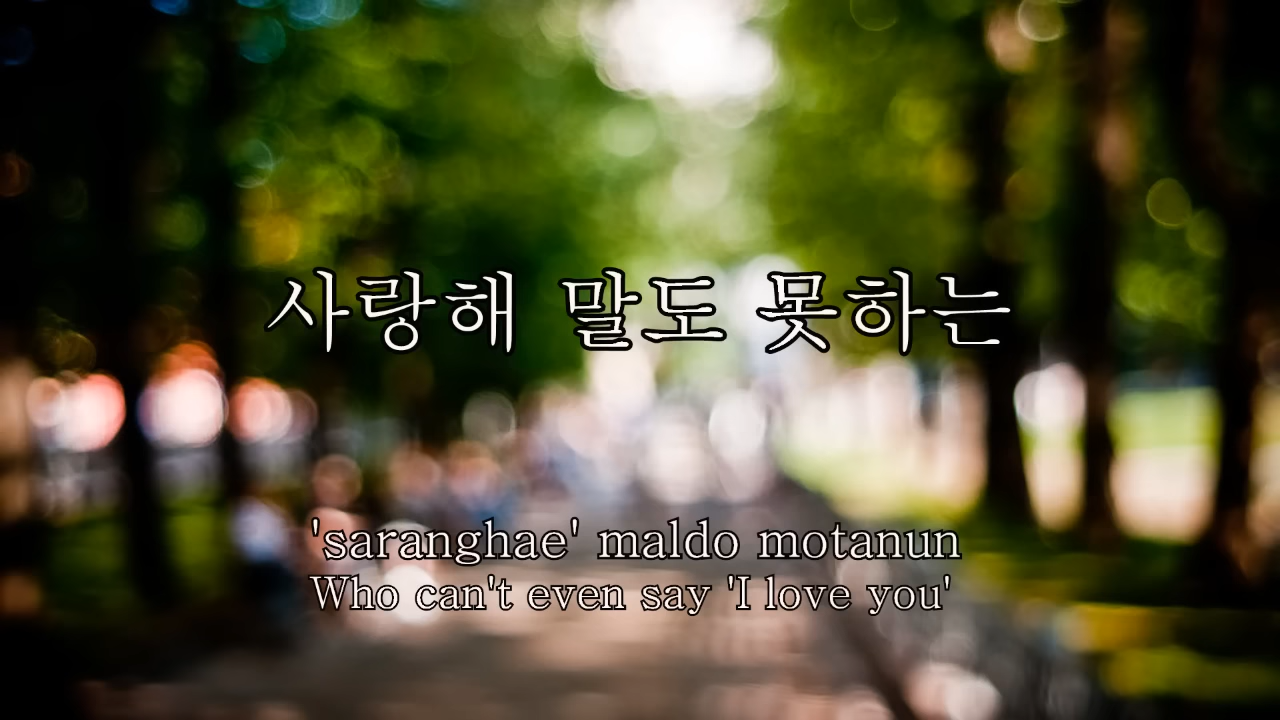 사랑해 말도 못하는
'saranghae' maldo motanun
Who can't even say 'I love you'